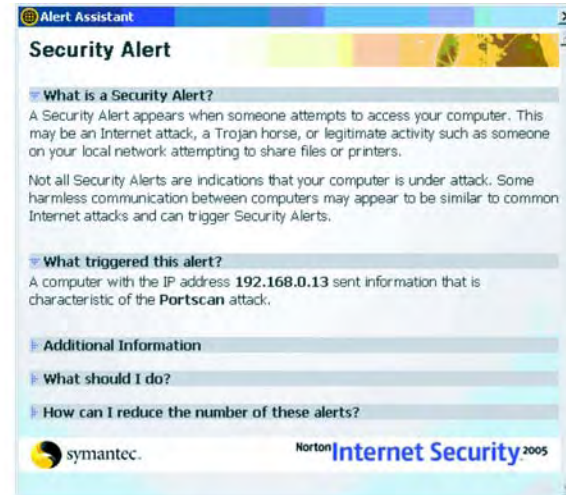 Alert Assistant
Security Alert
What is a Security Alert?
A Security Alert appears when someone attempts to access your computer. This
may be an Internet attack, a Trojan horse, or legitimate activity such as someone
on your local network attempting to share files or printers.
Not all Security Alerts are indications that your computer is under attack. Some
harmless communication between computers may appear to be similar to common
Internet attacks and can trigger Security Alerts.
What triggered this alert?
A computer with the IP address 192.168.0.13 sent information that is
characteristic of the Portscan attack.
Additional Information
What should I do?
How can I reduce the number of these alerts?
symantec. Norton Internet Security 2005